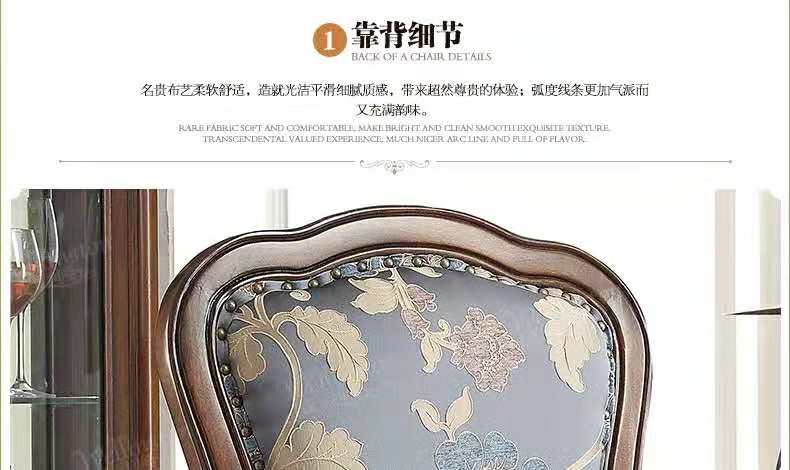 1 靠背细节
BACK OF A CHAIR DETAILS
名贵布艺柔软舒适，造就光洁平滑细腻质感，带来超然尊贵的体验；弧度线条更加气派而
又充满韵味。
RARE FABRIC SOFT AND COMFORTABLE, MAKE BRIGHT AND CLEAN SMOOTH EXQUISITE TEXTURE.
TRANSCENDENTAL VALUED EXPERIENCE; MUCH NICER ARC LINE AND FULL OF FLAVOR.